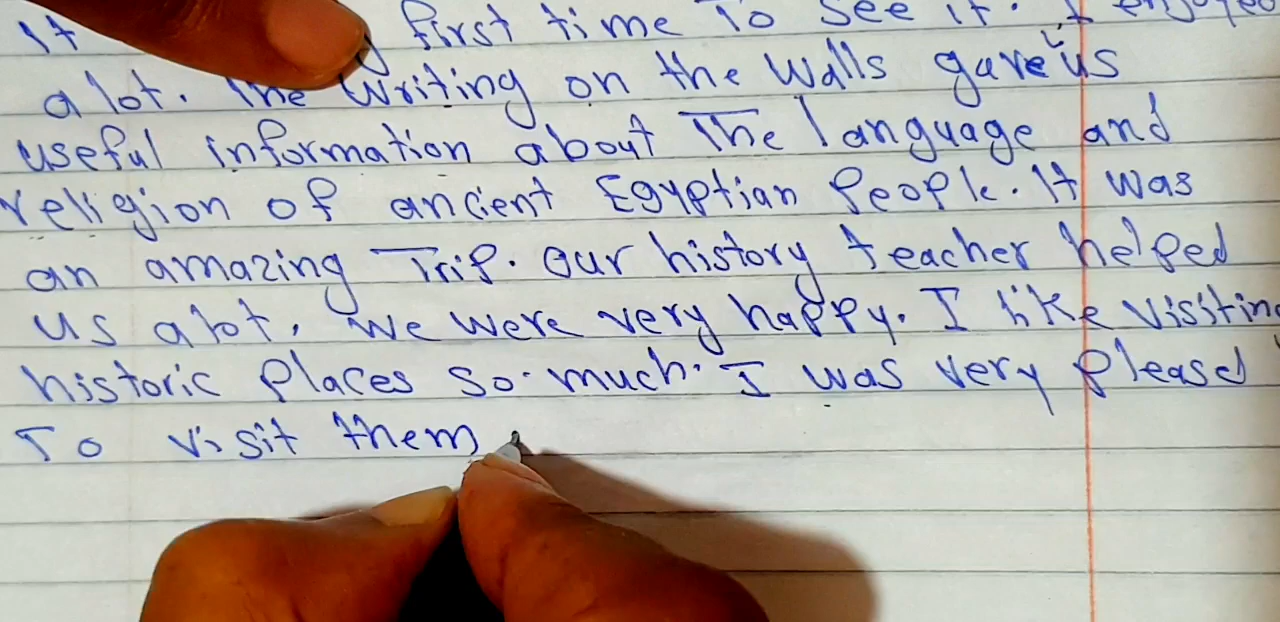 It first time To see it. I enjoyed
a lot. The writing on the walls gave us
useful information about The language and
religion of ancient Egyptian People. It was
an amazing Trip. Our history teacher helped
us a lot. We were very happy. I like visiting
historic Places so much. I was very Pleased
To visit them